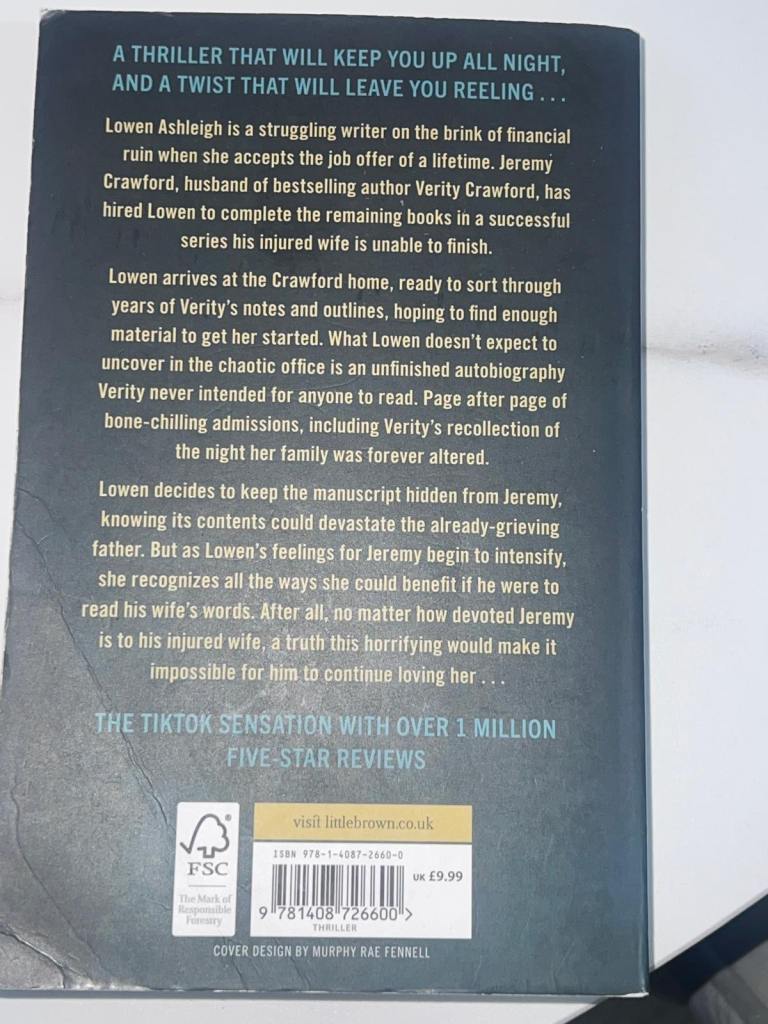 A THRILLER THAT WILL KEEP YOU UP ALL NIGHT,
AND A TWIST THAT WILL LEAVE YOU REELING . . .
Lowen Ashleigh is a struggling writer on the brink of financial
ruin when she accepts the job offer of a lifetime. Jeremy
Crawford, husband of bestselling author Verity Crawford, has
hired Lowen to complete the remaining books in a successful
series his injured wife is unable to finish.
Lowen arrives at the Crawford home, ready to sort through
years of Verity's notes and outlines, hoping to find enough
material to get her started. What Lowen doesn't expect to
uncover in the chaotic office is an unfinished autobiography
Verity never intended for anyone to read. Page after page of
bone-chilling admissions, including Verity's recollection of
the night her family was forever altered.
Lowen decides to keep the manuscript hidden from Jeremy,
knowing its contents could devastate the already-grieving
father. But as Lowen's feelings for Jeremy begin to intensify,
she recognizes all the ways she could benefit if he were to
read his wife's words. After all, no matter how devoted Jeremy
is to his injured wife, a truth this horrifying would make it
impossible for him to continue loving her . . .
THE TIKTOK SENSATION WITH OVER 1 MILLION
FIVE-STAR REVIEWS
®
FSC
The Mark of
Responsible
Forestry
visit littlebrown.co.uk
ISBN 978-1-4087-2660-0
UK £9.99
9 781408 726600 >
THRILLER
COVER DESIGN BY MURPHY RAE FENNELL